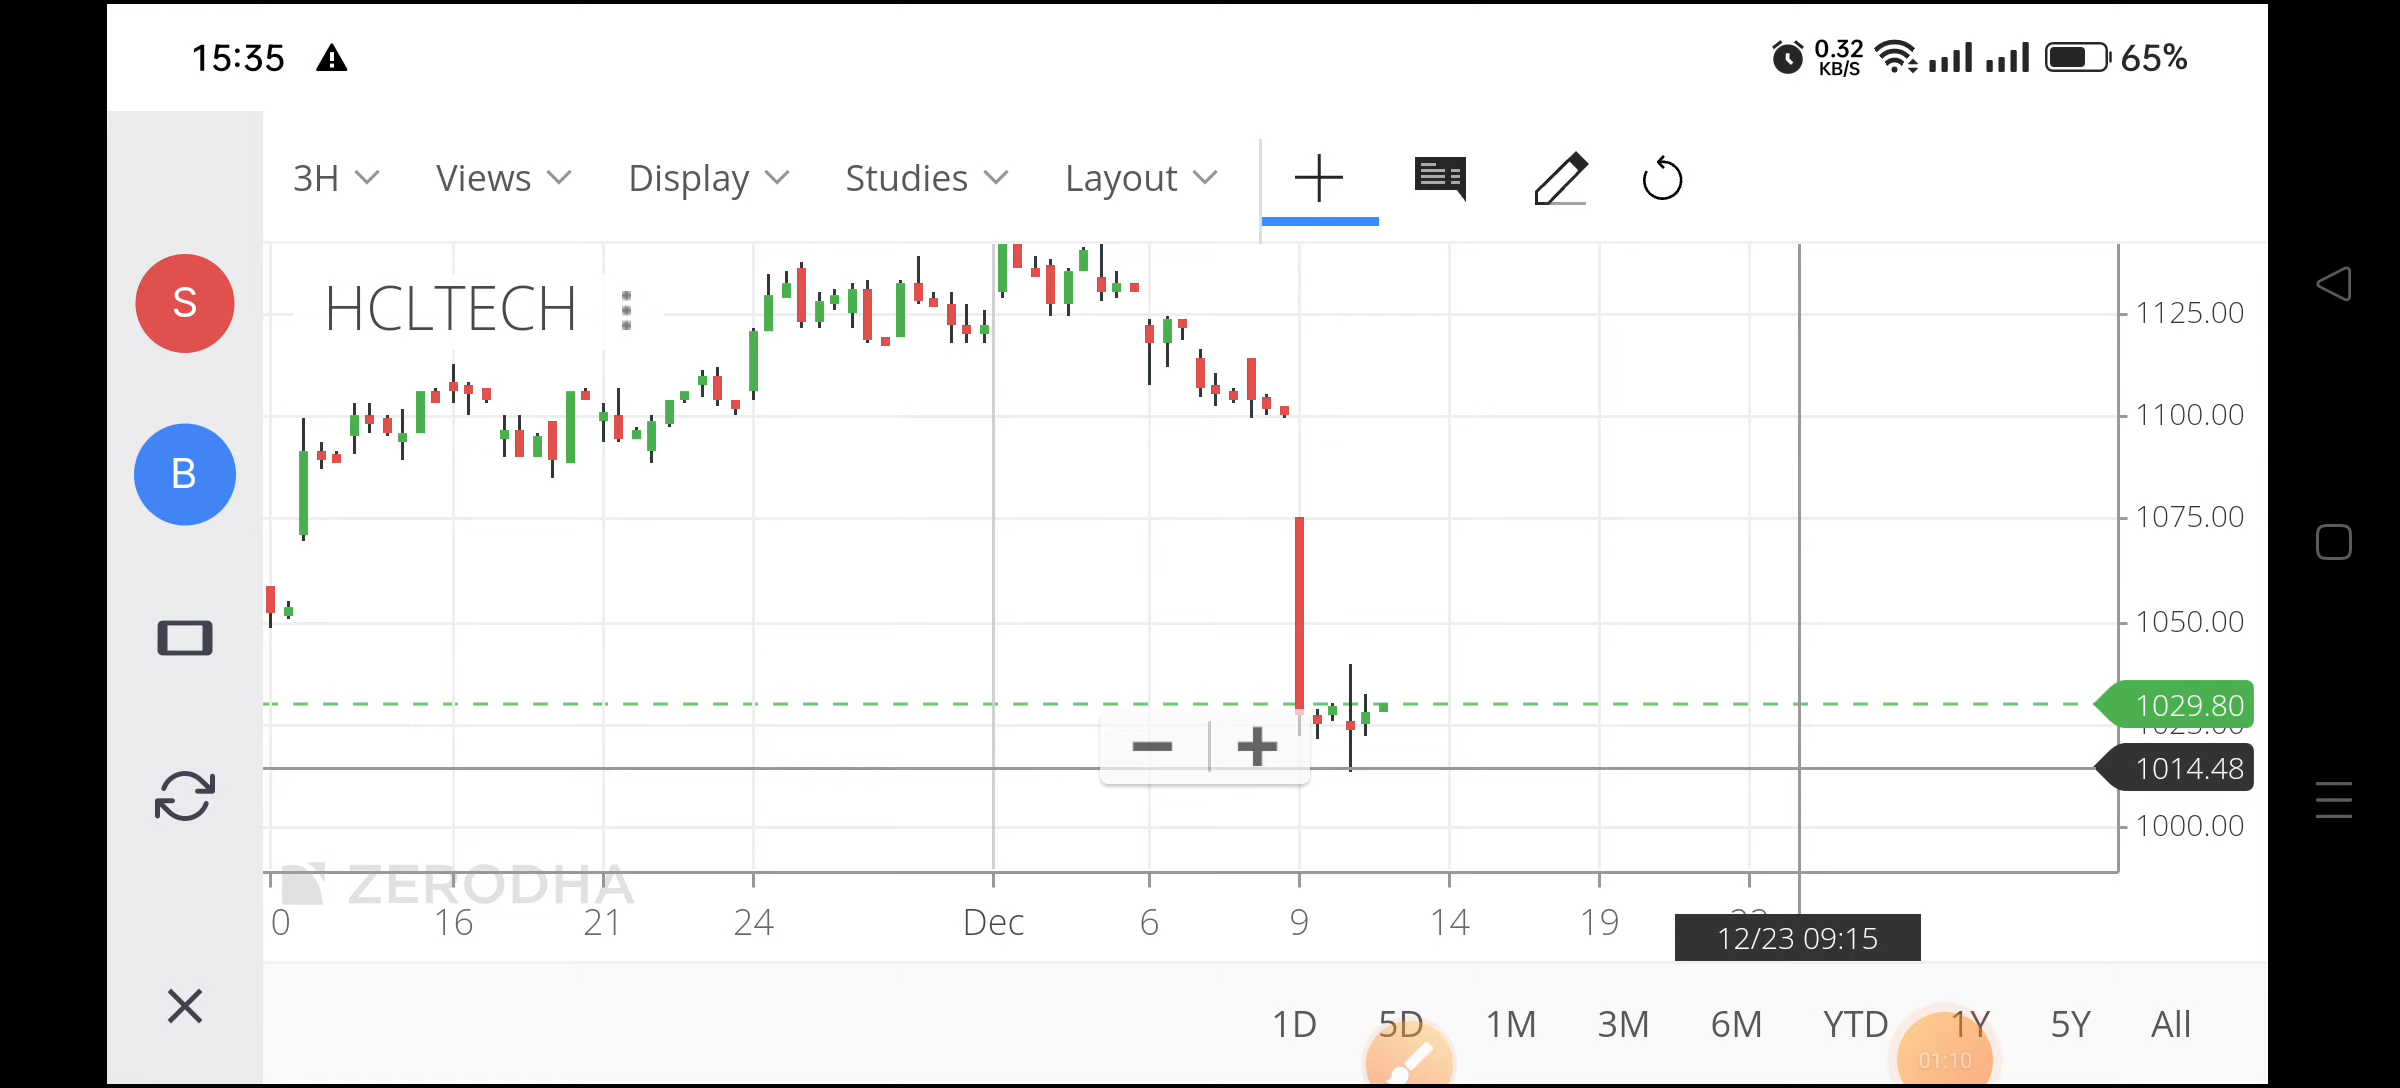 15:35
0.32
KB/S
65%
3H Views Display Studies Layout
S
HCLTECH
B
1125.00
1100.00
1075.00
1050.00
1029.80
1014.48
1000.00
ZERODHA
0 16 21 24 Dec 6 9 14 19
12/23 09:15
1D 5D 1M 3M 6M YTD 1Y 5Y All
01:10